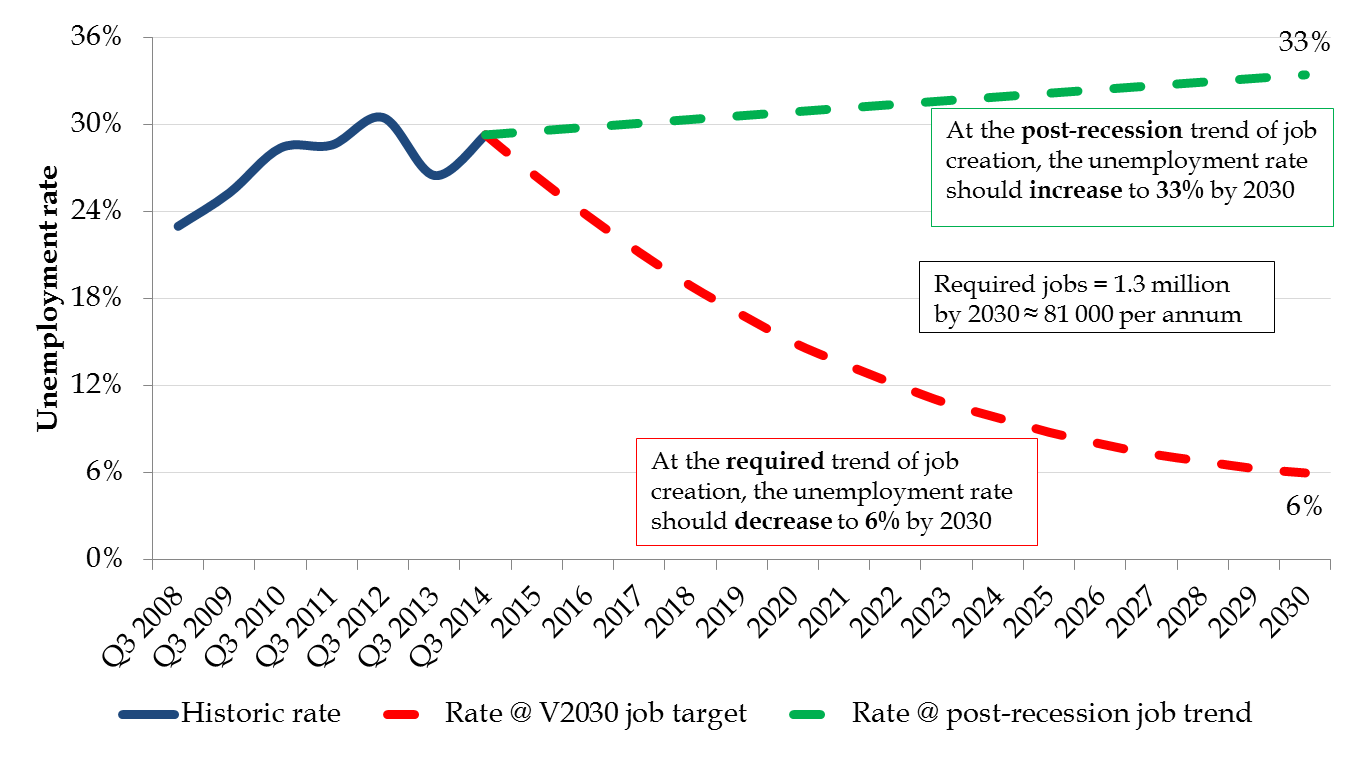 36%
30%
24%
18%
12%
6%
0%
Unemployment rate
33%
At the post-recession trend of job
creation, the unemployment rate
should increase to 33% by 2030
Required jobs = 1.3 million
by 2030 ≈ 81 000 per annum
At the required trend of job
creation, the unemployment rate
should decrease to 6% by 2030
6%
Q3 2008
Q3 2009
Q3 2010
Q3 2011
Q3 2012
Q3 2013
Q3 2014
2015
2016
2017
2018
2019
2020
2021
2022
2023
2024
2025
2026
2027
2028
2029
2030
Historic rate
Rate @ V2030 job target
Rate @ post-recession job trend